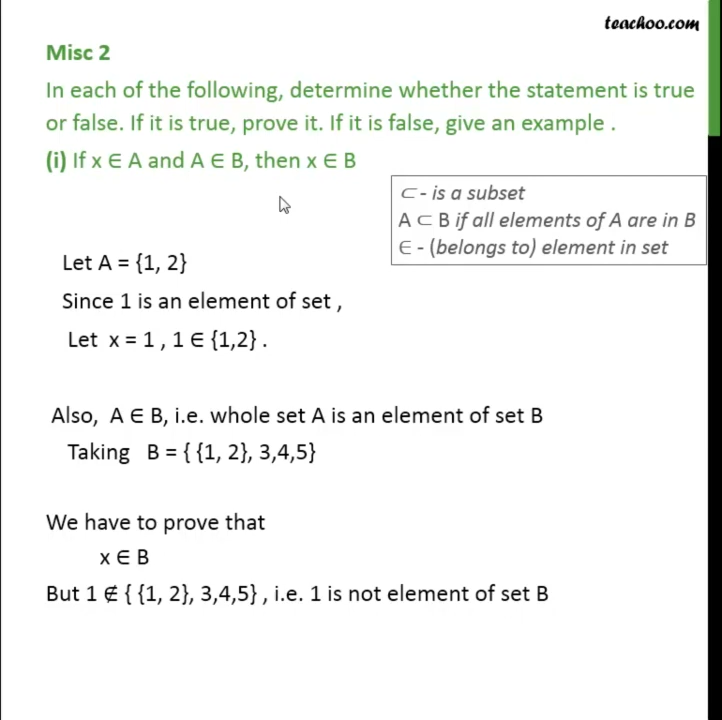 teachoo.com
Misc 2
In each of the following, determine whether the statement is true
or false. If it is true, prove it. If it is false, give an example .
(i) If x ∈ A and A ∈ B, then x ∈ B
⊂ - is a subset
A ⊂ B if all elements of A are in B
∈ - (belongs to) element in set
Let A = {1, 2}
Since 1 is an element of set ,
Let x = 1 , 1 ∈ {1,2} .
Also, A ∈ B, i.e. whole set A is an element of set B
Taking B = { {1, 2}, 3,4,5}
We have to prove that
x ∈ B
But 1 ∉ { {1, 2}, 3,4,5} , i.e. 1 is not element of set B